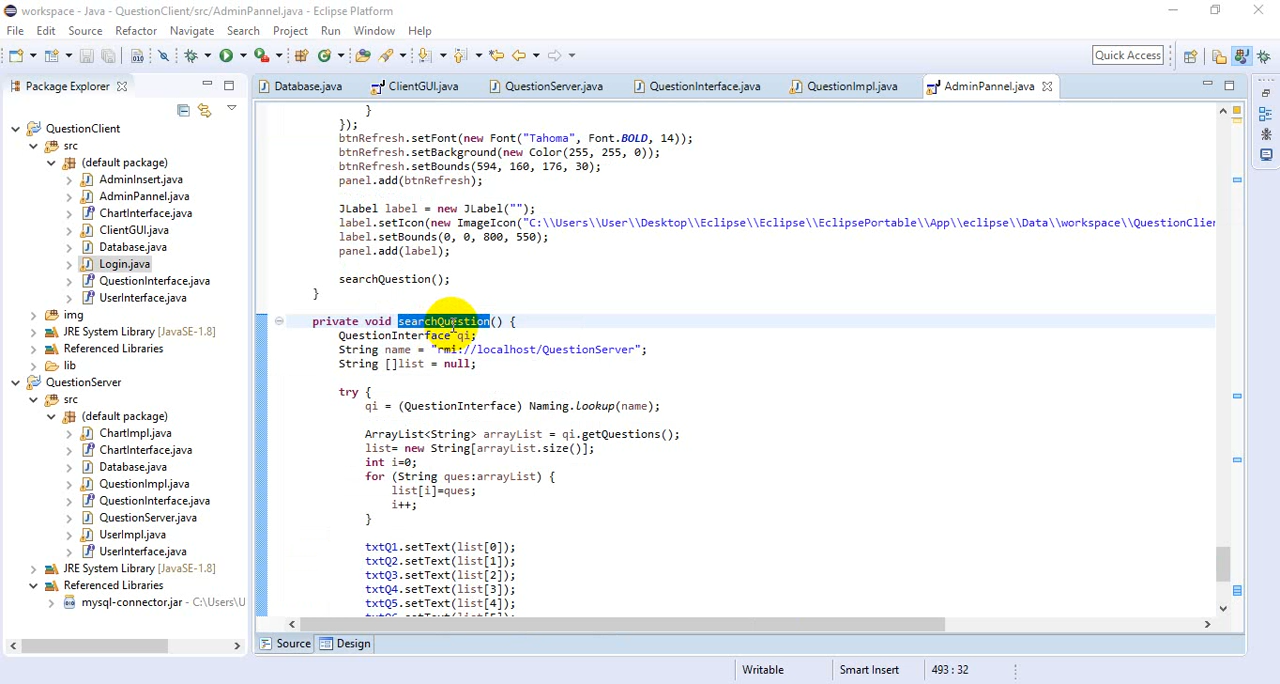 workspace - Java - QuestionClient/src/AdminPannel.java - Eclipse Platform
File Edit Source Refactor Navigate Search Project Run Window Help
Quick Access
Package Explorer
Database.java ClientGUI.java QuestionServer.java QuestionInterface.java QuestionImpl.java AdminPannel.java
QuestionClient
src
(default package)
AdminInsert.java
AdminPannel.java
ChartInterface.java
ClientGUI.java
Database.java
Login.java
QuestionInterface.java
UserInterface.java
img
JRE System Library [JavaSE-1.8]
Referenced Libraries
lib
QuestionServer
src
(default package)
ChartImpl.java
ChartInterface.java
Database.java
QuestionImpl.java
QuestionInterface.java
QuestionServer.java
UserImpl.java
UserInterface.java
JRE System Library [JavaSE-1.8]
Referenced Libraries
mysql-connector.jar - C:\Users\U
}
});
btnRefresh.setFont(new Font("Tahoma", Font.BOLD, 14));
btnRefresh.setBackground(new Color(255, 255, 0));
btnRefresh.setBounds(594, 160, 176, 30);
panel.add(btnRefresh);
JLabel label = new JLabel("");
label.setIcon(new ImageIcon("C:\\Users\\User\\Desktop\\Eclipse\\Eclipse\\EclipsePortable\\App\\eclipse\\Data\\workspace\\QuestionClier
label.setBounds(0, 0, 800, 550);
panel.add(label);
searchQuestion();
}
private void searchQuestion() {
QuestionInterface qi;
String name = "rmi://localhost/QuestionServer";
String []list = null;
try {
qi = (QuestionInterface) Naming.lookup(name);
ArrayList<String> arrayList = qi.getQuestions();
list= new String[arrayList.size()];
int i=0;
for (String ques:arrayList) {
list[i]=ques;
i++;
}
txtQ1.setText(list[0]);
txtQ2.setText(list[1]);
txtQ3.setText(list[2]);
txtQ4.setText(list[3]);
txtQ5.setText(list[4]);
Source Design
Writable Smart Insert 493 : 32